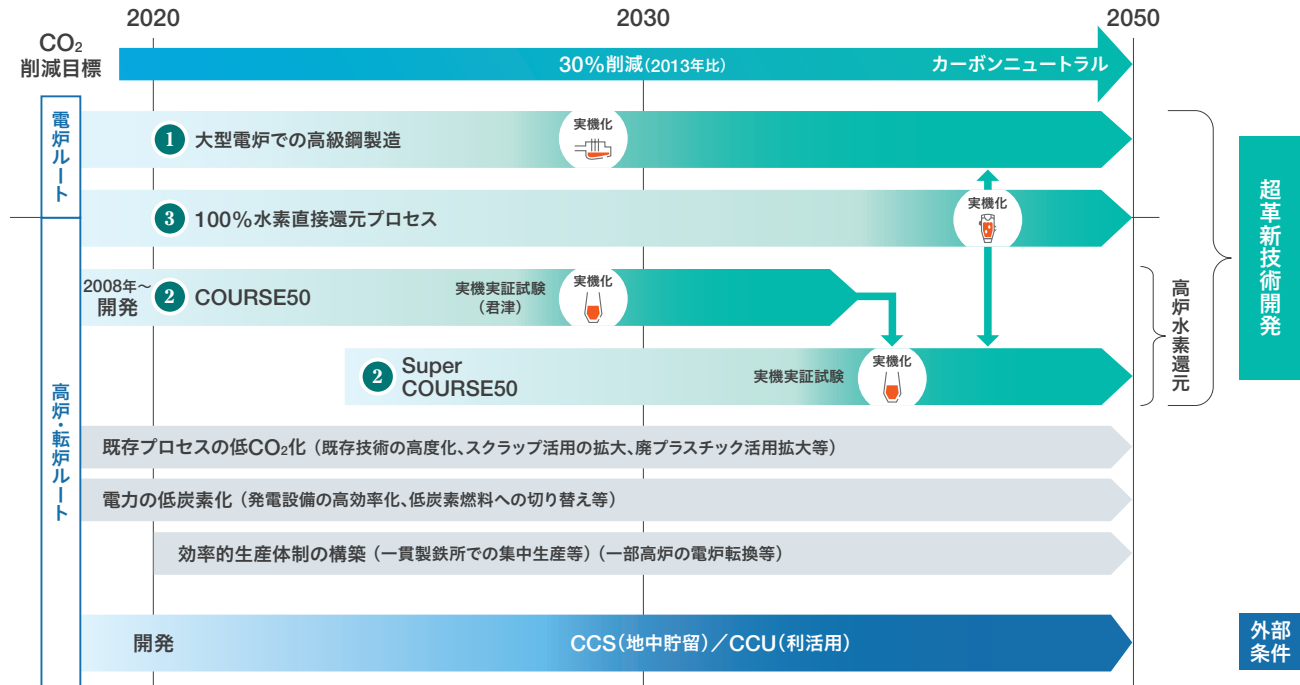 2020
2030
2050
CO₂
削減目標
30%削減（2013年比）
カーボンニュートラル
電炉ルート
1 大型電炉での高級鋼製造
実機化
3 100%水素直接還元プロセス
実機化
2008年～
開発
2 COURSE50
実機実証試験
（君津）
実機化
2 Super
COURSE50
実機実証試験
実機化
高炉水素還元
超革新技術開発
高炉・転炉ルート
既存プロセスの低CO₂化（既存技術の高度化、スクラップ活用の拡大、廃プラスチック活用拡大等）
電力の低炭素化（発電設備の高効率化、低炭素燃料への切り替え等）
効率的生産体制の構築（一貫製鉄所での集中生産等）（一部高炉の電炉転換等）
開発
CCS（地中貯留）／CCU（利活用）
外部
条件